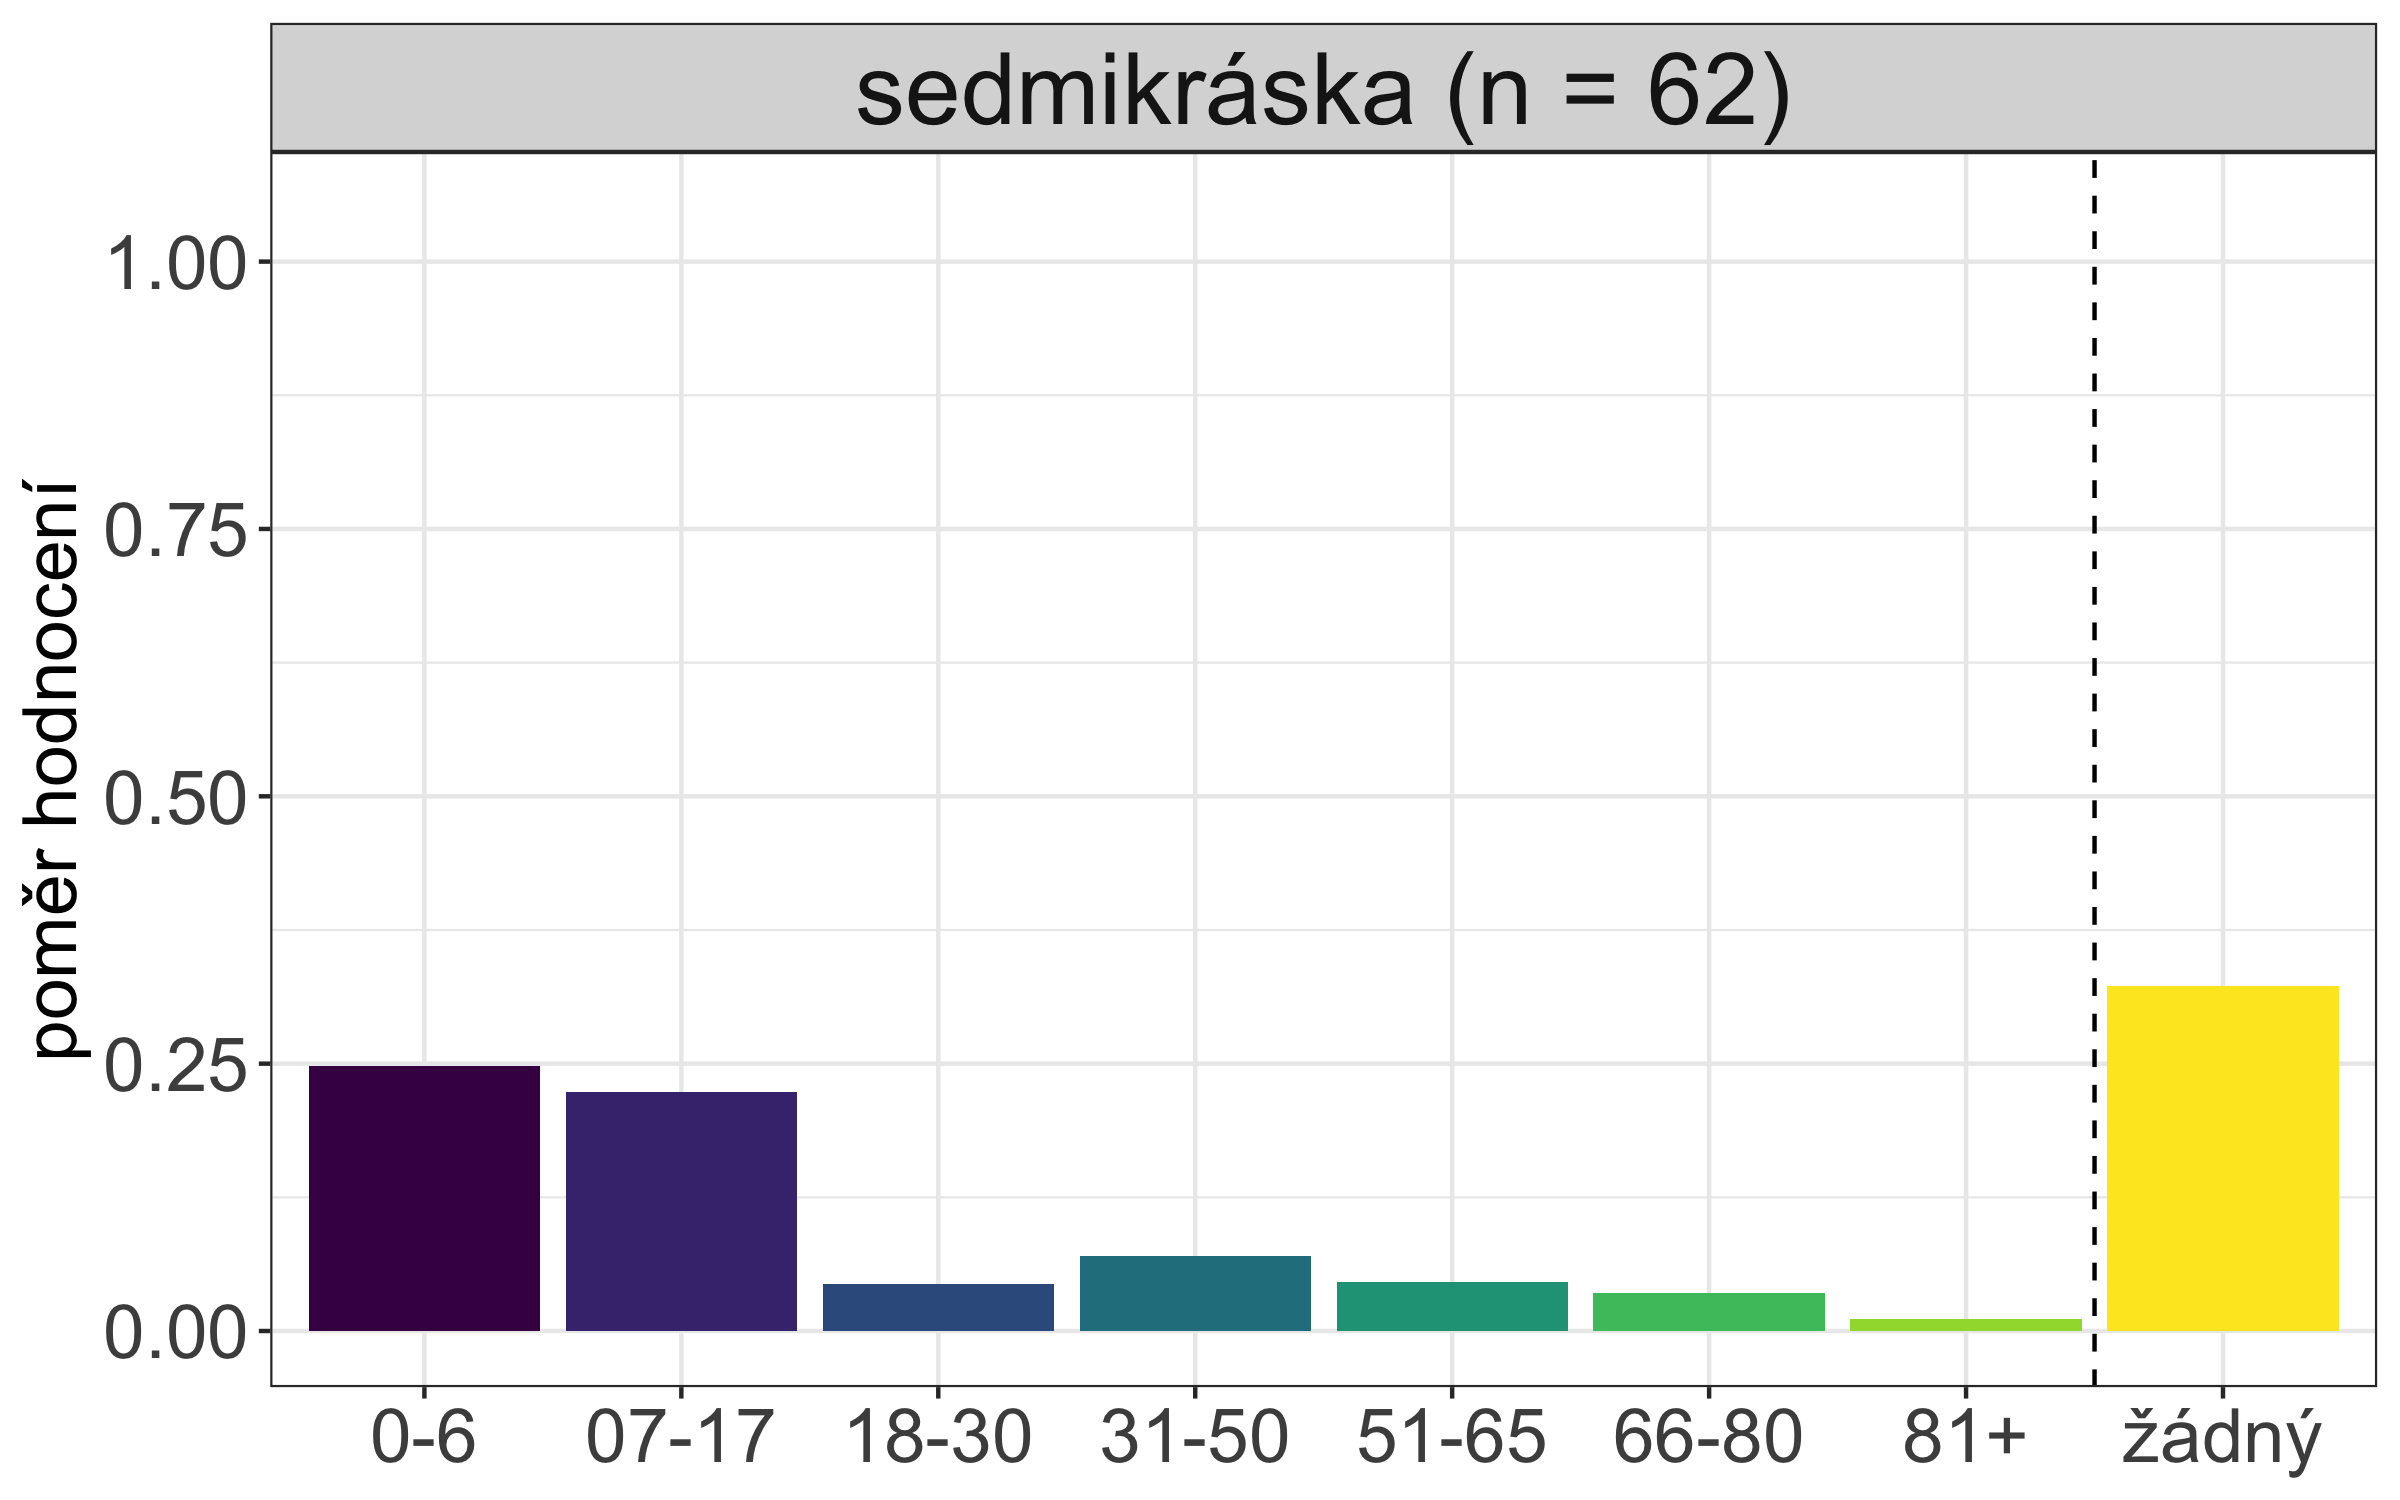 sedmikráska (n = 62)
poměr hodnocení
1.00
0.75
0.50
0.25
0.00
0-6 07-17 18-30 31-50 51-65 66-80 81+ žádný